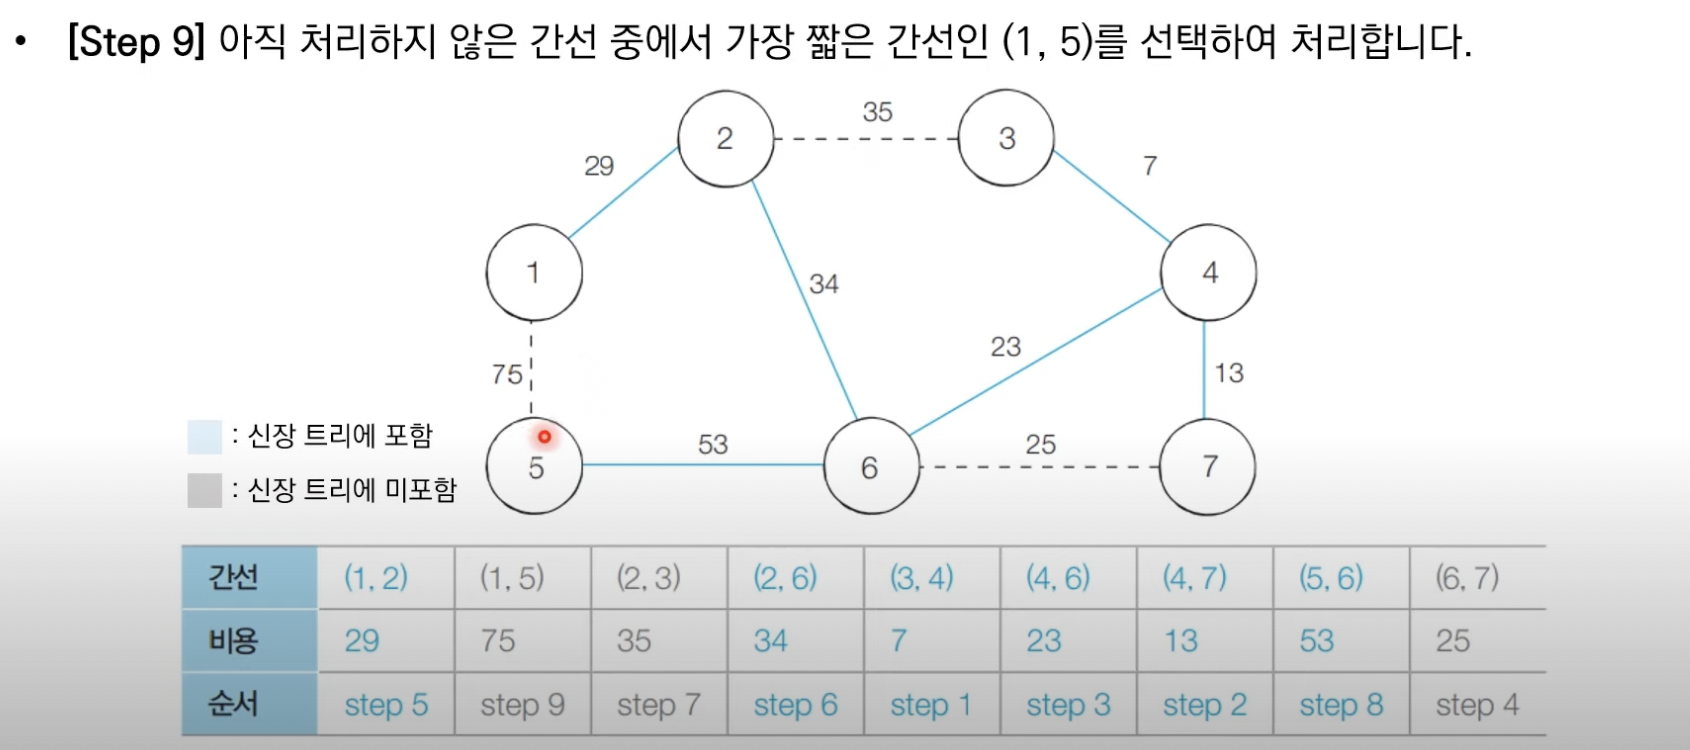 • [Step 9] 아직 처리하지 않은 간선 중에서 가장 짧은 간선인 (1, 5)를 선택하여 처리합니다.
35
2
3
29
7
1
4
34
23
75
13
: 신장 트리에 포함
53
25
5
6
7
: 신장 트리에 미포함
간선 (1, 2) (1, 5) (2, 3) (2, 6) (3, 4) (4, 6) (4, 7) (5, 6) (6, 7)
비용 29 75 35 34 7 23 13 53 25
순서 step 5 step 9 step 7 step 6 step 1 step 3 step 2 step 8 step 4